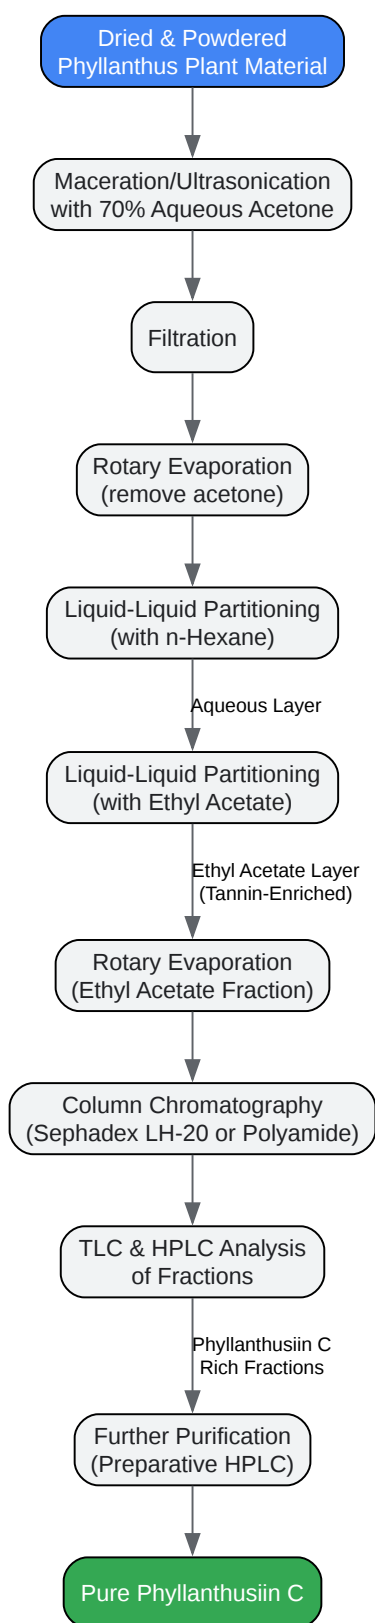 Dried & Powdered
Phyllanthus Plant Material
Maceration/Ultrasonication
with 70% Aqueous Acetone
Filtration
Rotary Evaporation
(remove acetone)
Liquid-Liquid Partitioning
(with n-Hexane)
Aqueous Layer
Liquid-Liquid Partitioning
(with Ethyl Acetate)
Ethyl Acetate Layer
(Tannin-Enriched)
Rotary Evaporation
(Ethyl Acetate Fraction)
Column Chromatography
(Sephadex LH-20 or Polyamide)
TLC & HPLC Analysis
of Fractions
Phyllanthusiin C
Rich Fractions
Further Purification
(Preparative HPLC)
Pure Phyllanthusiin C